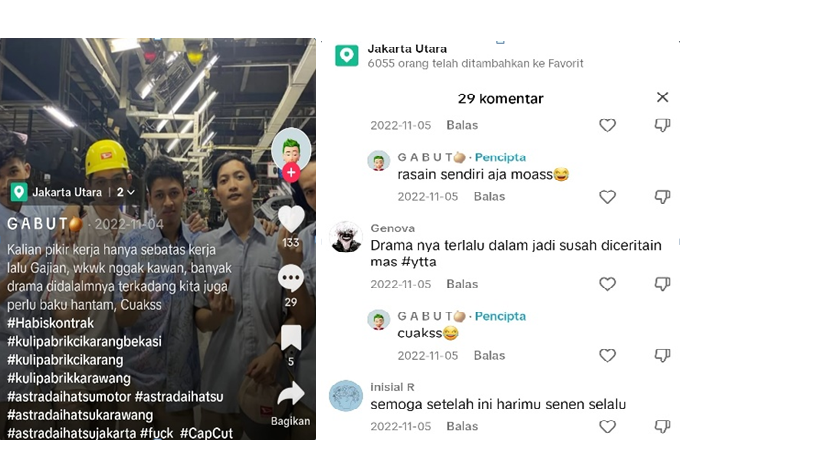 Jakarta Utara | 2
GABUT · 2022-11-04
Kalian pikir kerja hanya sebatas kerja
lalu Gajian, wkwk nggak kawan, banyak
drama didalalmnya terkadang kita juga
perlu baku hantam, Cuakss
#Habiskontrak
#kulipabrikcikarangbekasi
#kulipabrikcikarang
#kulipabrikkarawang
#astradaihatsumotor #astradaihatsu
#astradaihatsukarawang
#astradaihatsujakarta #fuck #CapCut
133
29
5
Bagikan
Jakarta Utara
6055 orang telah ditambahkan ke Favorit
29 komentar
2022-11-05 Balas
GABUT · Pencipta
rasain sendiri aja moass😂
2022-11-05 Balas
Genova
Drama nya terlalu dalam jadi susah diceritain
mas #ytta
2022-11-05 Balas
GABUT · Pencipta
cuakss😂
2022-11-05 Balas
inisial R
semoga setelah ini harimu senen selalu
2022-11-05 Balas